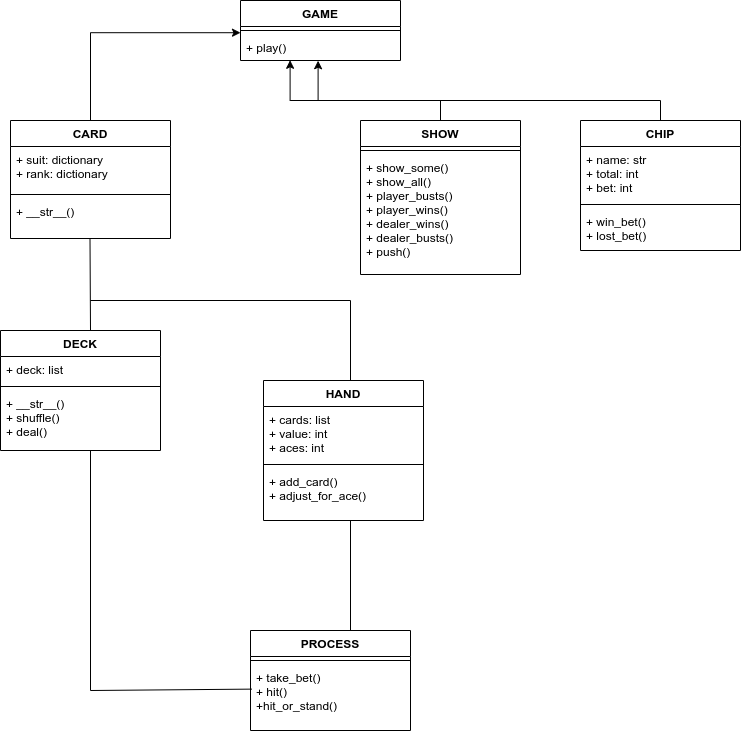 GAME
+ play()
CARD
+ suit: dictionary
+ rank: dictionary
+ __str__()
SHOW
+ show_some()
+ show_all()
+ player_busts()
+ player_wins()
+ dealer_wins()
+ dealer_busts()
+ push()
CHIP
+ name: str
+ total: int
+ bet: int
+ win_bet()
+ lost_bet()
DECK
+ deck: list
+ __str__()
+ shuffle()
+ deal()
HAND
+ cards: list
+ value: int
+ aces: int
+ add_card()
+ adjust_for_ace()
PROCESS
+ take_bet()
+ hit()
+hit_or_stand()